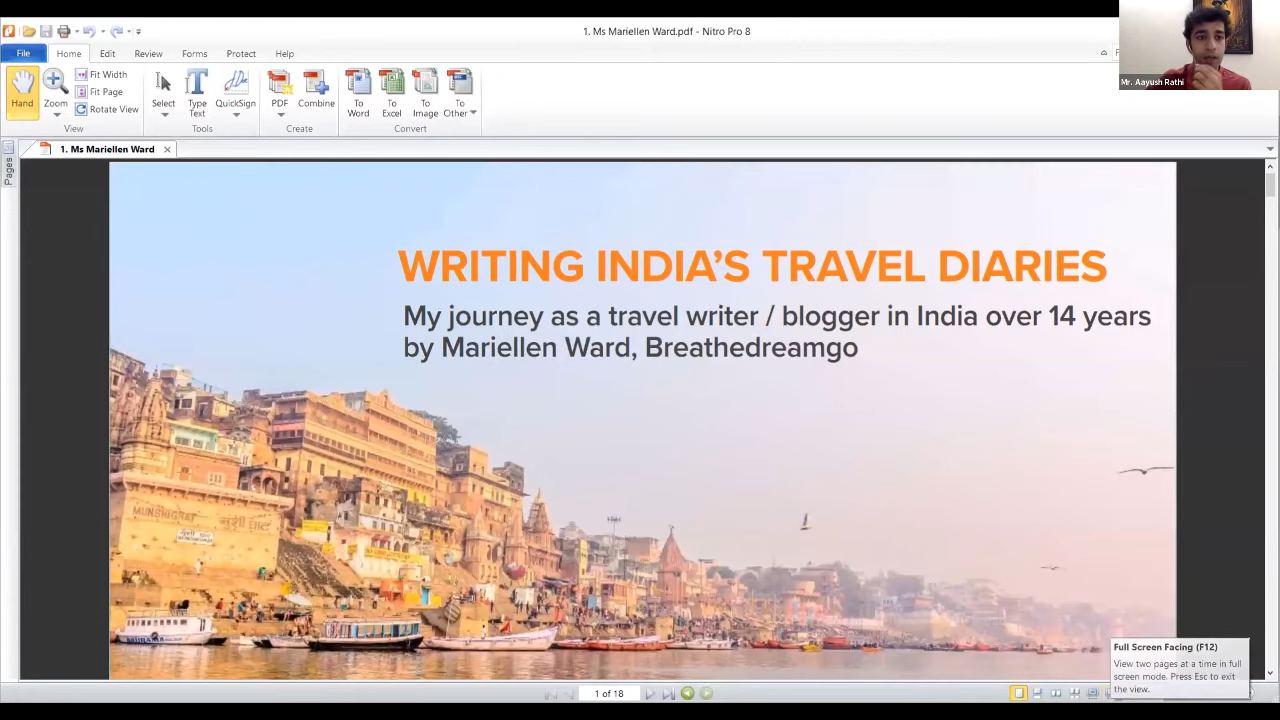 1. Ms Mariellen Ward.pdf - Nitro Pro 8
Mr. Aayush Rathi
File Home Edit Review Forms Protect Help
Hand
Zoom
Fit Width
Fit Page
Rotate View
View
Select
Type Text
QuickSign
Tools
PDF
Combine
Create
To Word
To Excel
To Image
To Other
Convert
1. Ms Mariellen Ward
Pages
WRITING INDIA'S TRAVEL DIARIES
My journey as a travel writer / blogger in India over 14 years
by Mariellen Ward, Breathedreamgo
MUNSHIGHAT मुंशी घाट
Full Screen Facing (F12)
View two pages at a time in full
screen mode. Press Esc to exit
the view.
1 of 18